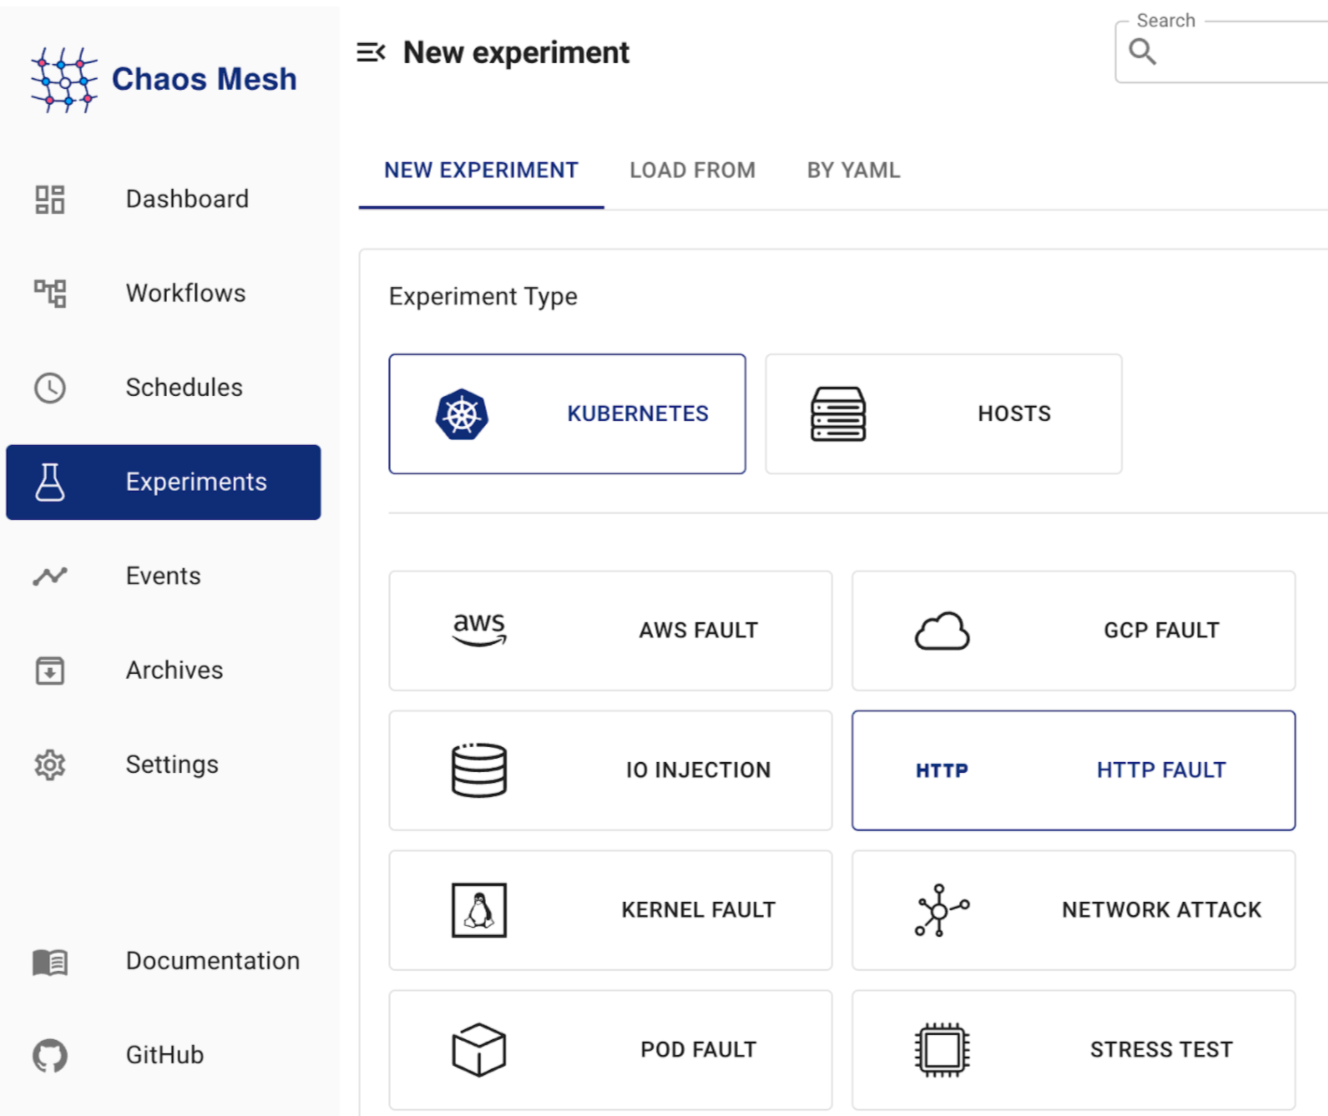 Chaos Mesh
Dashboard
Workflows
Schedules
Experiments
Events
Archives
Settings
Documentation
GitHub
New experiment
Search
NEW EXPERIMENT
LOAD FROM
BY YAML
Experiment Type
KUBERNETES
HOSTS
aws
AWS FAULT
GCP FAULT
IO INJECTION
HTTP
HTTP FAULT
KERNEL FAULT
NETWORK ATTACK
POD FAULT
STRESS TEST